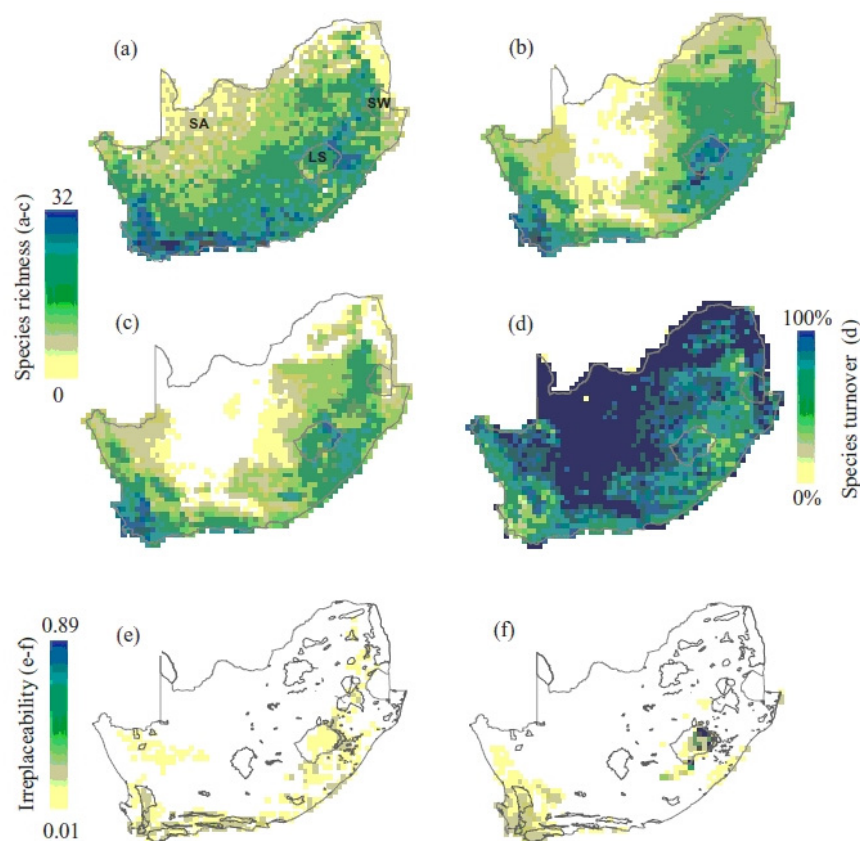 (a)
(b)
SA
SW
LS
32
Species richness (a-c)
0
(c)
(d)
100%
Species turnover (d)
0%
0.89
Irreplaceability (e-f)
0.01
(e)
(f)